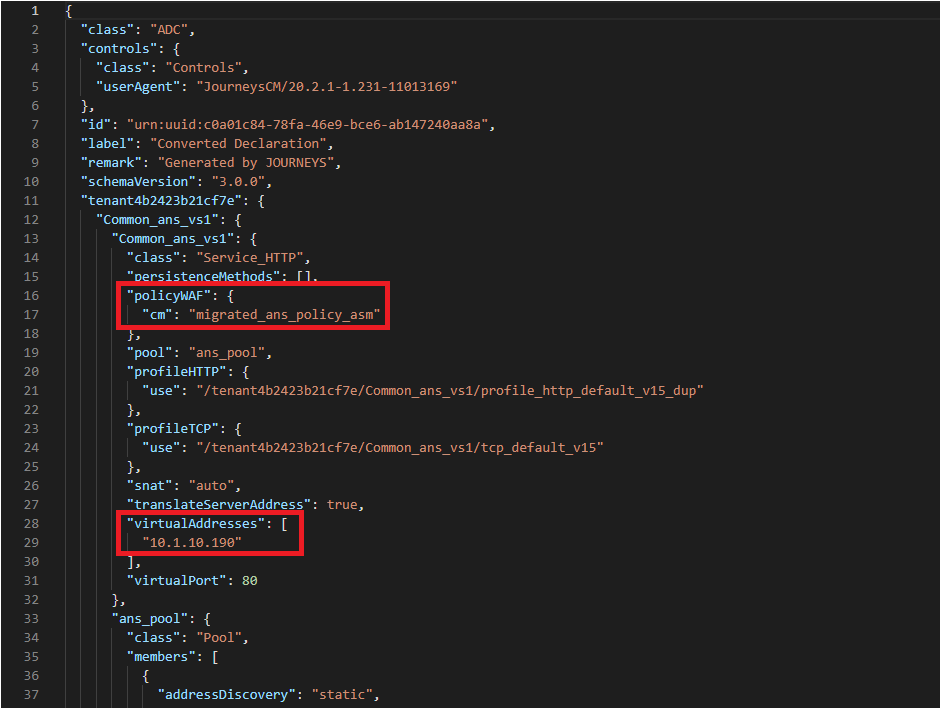 1 {
2 "class": "ADC",
3 "controls": {
4 "class": "Controls",
5 "userAgent": "JourneysCM/20.2.1-1.231-11013169"
6 },
7 "id": "urn:uuid:c0a01c84-78fa-46e9-bce6-ab147240aa8a",
8 "label": "Converted Declaration",
9 "remark": "Generated by JOURNEYS",
10 "schemaVersion": "3.0.0",
11 "tenant4b2423b21cf7e": {
12 "Common_ans_vs1": {
13 "Common_ans_vs1": {
14 "class": "Service_HTTP",
15 "persistenceMethods": [],
16 "policyWAF": {
17 "cm": "migrated_ans_policy_asm"
18 },
19 "pool": "ans_pool",
20 "profileHTTP": {
21 "use": "/tenant4b2423b21cf7e/Common_ans_vs1/profile_http_default_v15_dup"
22 },
23 "profileTCP": {
24 "use": "/tenant4b2423b21cf7e/Common_ans_vs1/tcp_default_v15"
25 },
26 "snat": "auto",
27 "translateServerAddress": true,
28 "virtualAddresses": [
29 "10.1.10.190"
30 ],
31 "virtualPort": 80
32 },
33 "ans_pool": {
34 "class": "Pool",
35 "members": [
36 {
37 "addressDiscovery": "static",